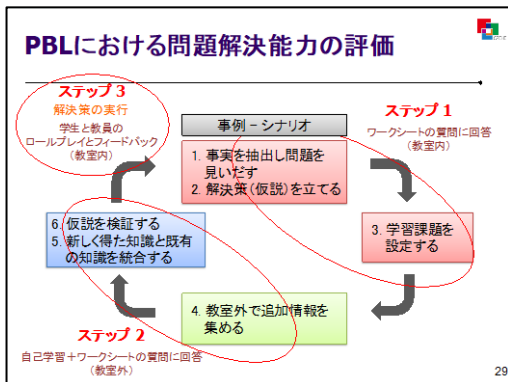 PBLにおける問題解決能力の評価
ステップ 3
解決策の実行
学生と教員の
ロールプレイとフィードバック
(教室内)
事例 – シナリオ
ステップ 1
ワークシートの質問に回答
(教室内)
1. 事実を抽出し問題を
見いだす
2. 解決策(仮説)を立てる
3. 学習課題を
設定する
6. 仮説を検証する
5. 新しく得た知識と既有
の知識を統合する
4. 教室外で追加情報を
集める
ステップ 2
自己学習+ワークシートの質問に回答
(教室外)
29